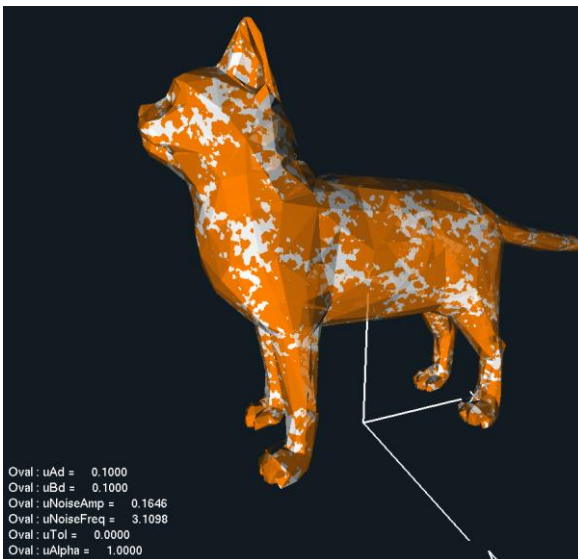 Oval : uAd = 0.1000
Oval : uBd = 0.1000
Oval : uNoiseAmp = 0.1646
Oval : uNoiseFreq = 3.1098
Oval : uTol = 0.0000
Oval : uAlpha = 1.0000